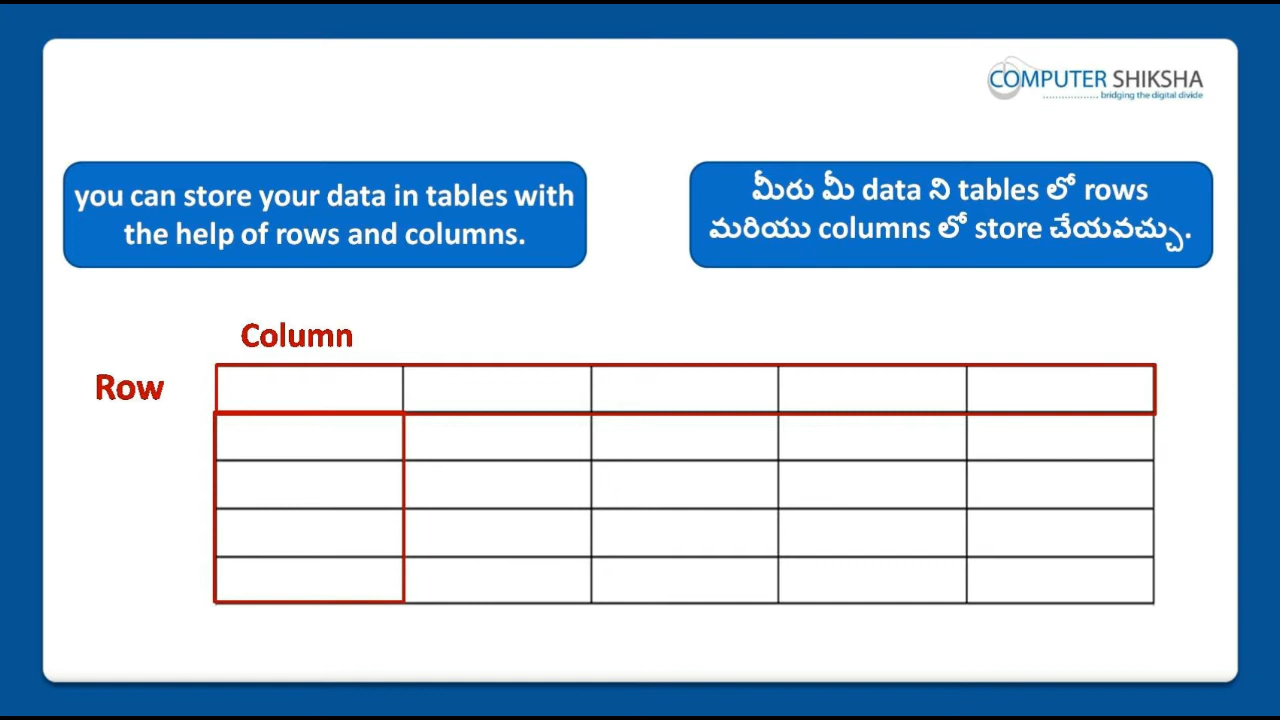 COMPUTER SHIKSHA
bridging the digital divide
you can store your data in tables with
the help of rows and columns.
మీరు మీ data ని tables లో rows
మరియు columns లో store చేయవచ్చు.
Column
Row